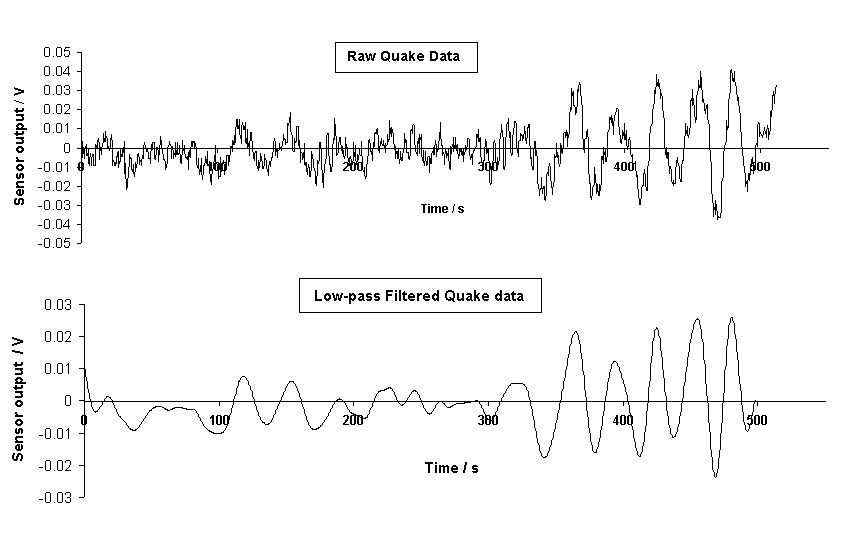 Raw Quake Data
Sensor output / V
0.05
0.04
0.03
0.02
0.01
0
-0.01
-0.02
-0.03
-0.04
-0.05
0 100 200 300 400 500
Time / s
Low-pass Filtered Quake data
Sensor output / V
0.03
0.02
0.01
0
-0.01
-0.02
-0.03
0 100 200 300 400 500
Time / s